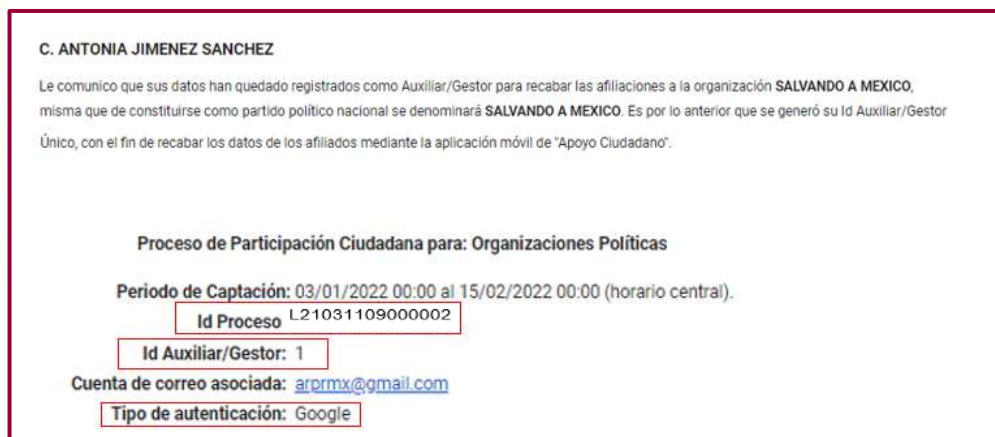 C. ANTONIA JIMENEZ SANCHEZ
Le comunico que sus datos han quedado registrados como Auxiliar/Gestor para recabar las afiliaciones a la organización SALVANDO A MEXICO,
misma que de constituirse como partido político nacional se denominará SALVANDO A MEXICO. Es por lo anterior que se generó su Id Auxiliar/Gestor
Único, con el fin de recabar los datos de los afiliados mediante la aplicación móvil de "Apoyo Ciudadano".
Proceso de Participación Ciudadana para: Organizaciones Políticas
Periodo de Captación: 03/01/2022 00:00 al 15/02/2022 00:00 (horario central).
Id Proceso L21031109000002
Id Auxiliar/Gestor: 1
Cuenta de correo asociada: arprmx@gmail.com
Tipo de autenticación: Google